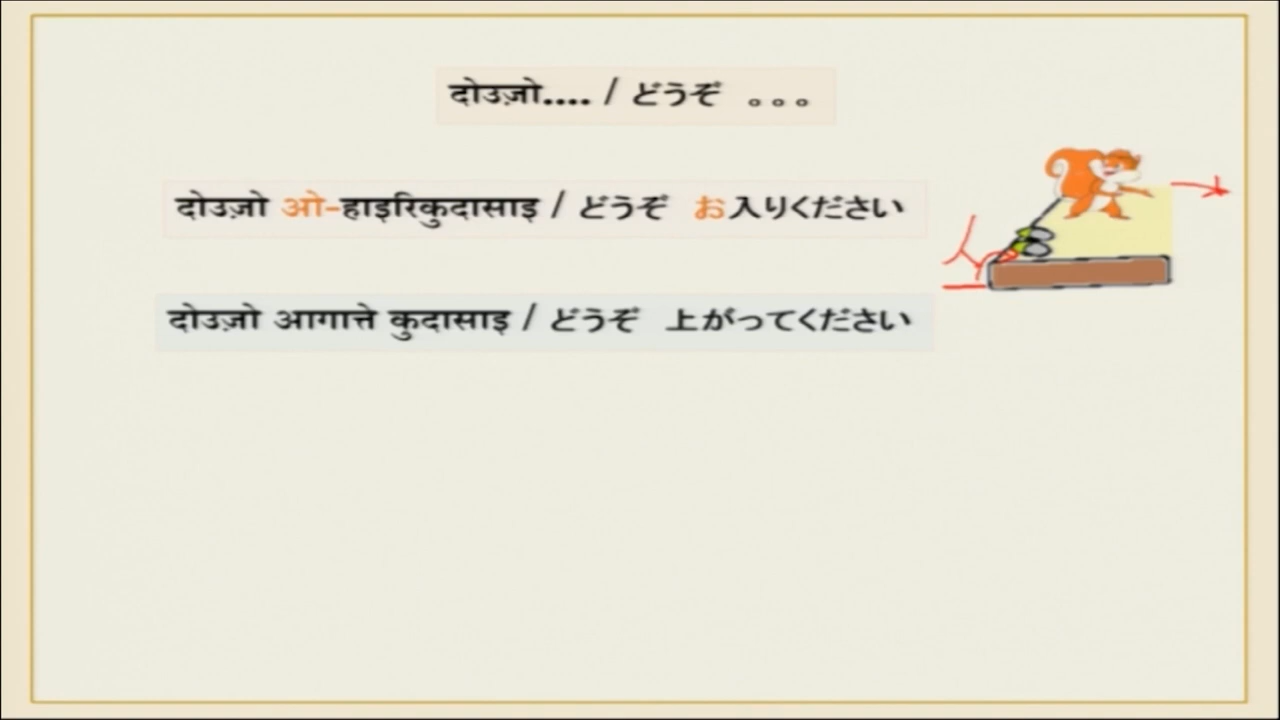 दोउज़ो.... / どうぞ 。。。
दोउज़ो ओ-हाइरिकुदासाइ / どうぞ お入りください
दोउज़ो आगात्ते कुदासाइ / どうぞ 上がってください